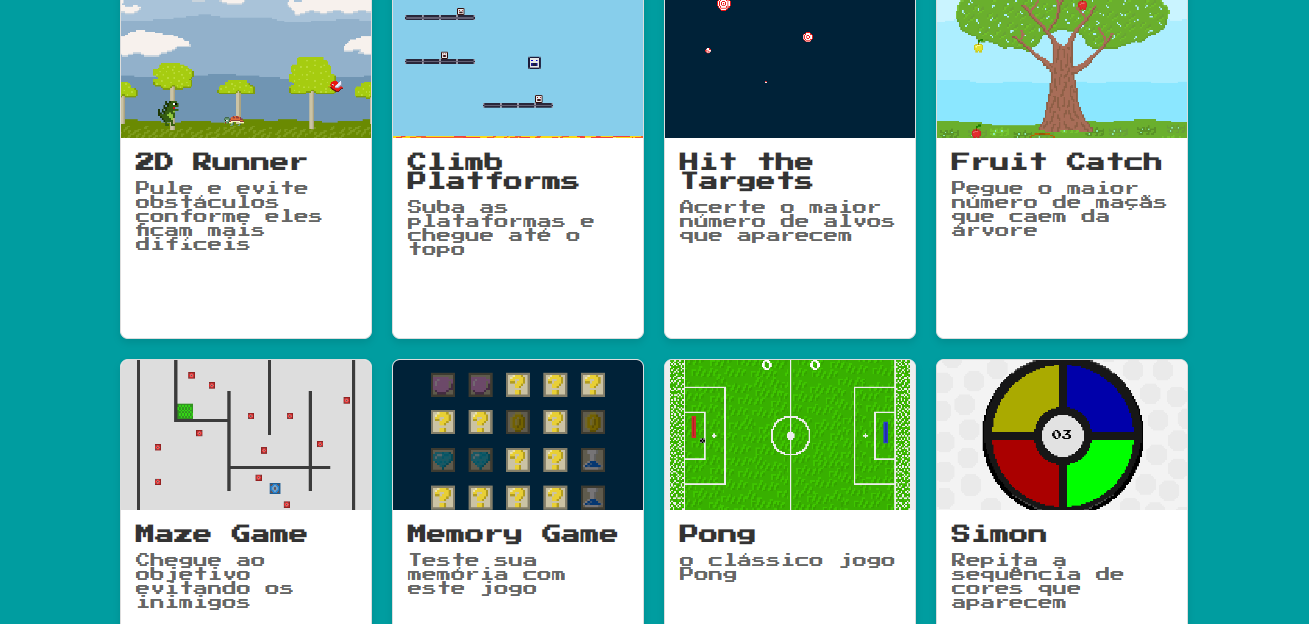 2D Runner
Pule e evite
obstáculos
conforme eles
ficam mais
difíceis
Climb
Platforms
Suba as
plataformas e
chegue até o
topo
Hit the
Targets
Acerte o maior
número de alvos
que aparecem
Fruit Catch
Pegue o maior
número de maçãs
que caem da
árvore
Maze Game
Chegue ao
objetivo
evitando os
inimigos
Memory Game
Teste sua
memória com
este jogo
0 0
Pong
o clássico jogo
Pong
03
Simon
Repita a
sequência de
cores que
aparecem